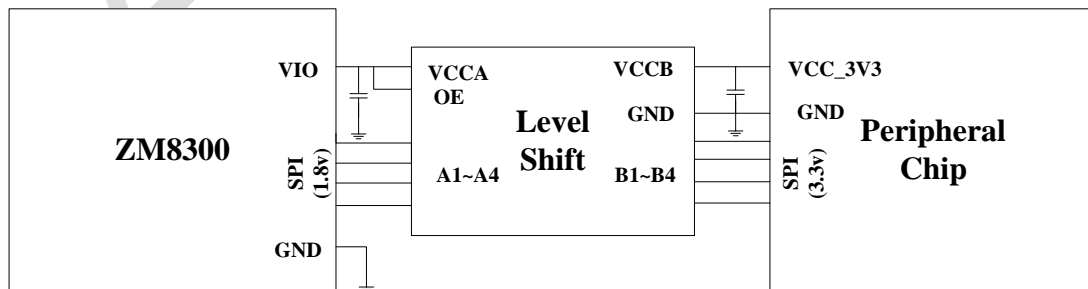 ZM8300
VIO
SPI
(1.8v)
GND
VCCA
OE
Level
Shift
A1~A4
VCCB
GND
B1~B4
VCC_3V3
GND
SPI
(3.3v)
Peripheral
Chip